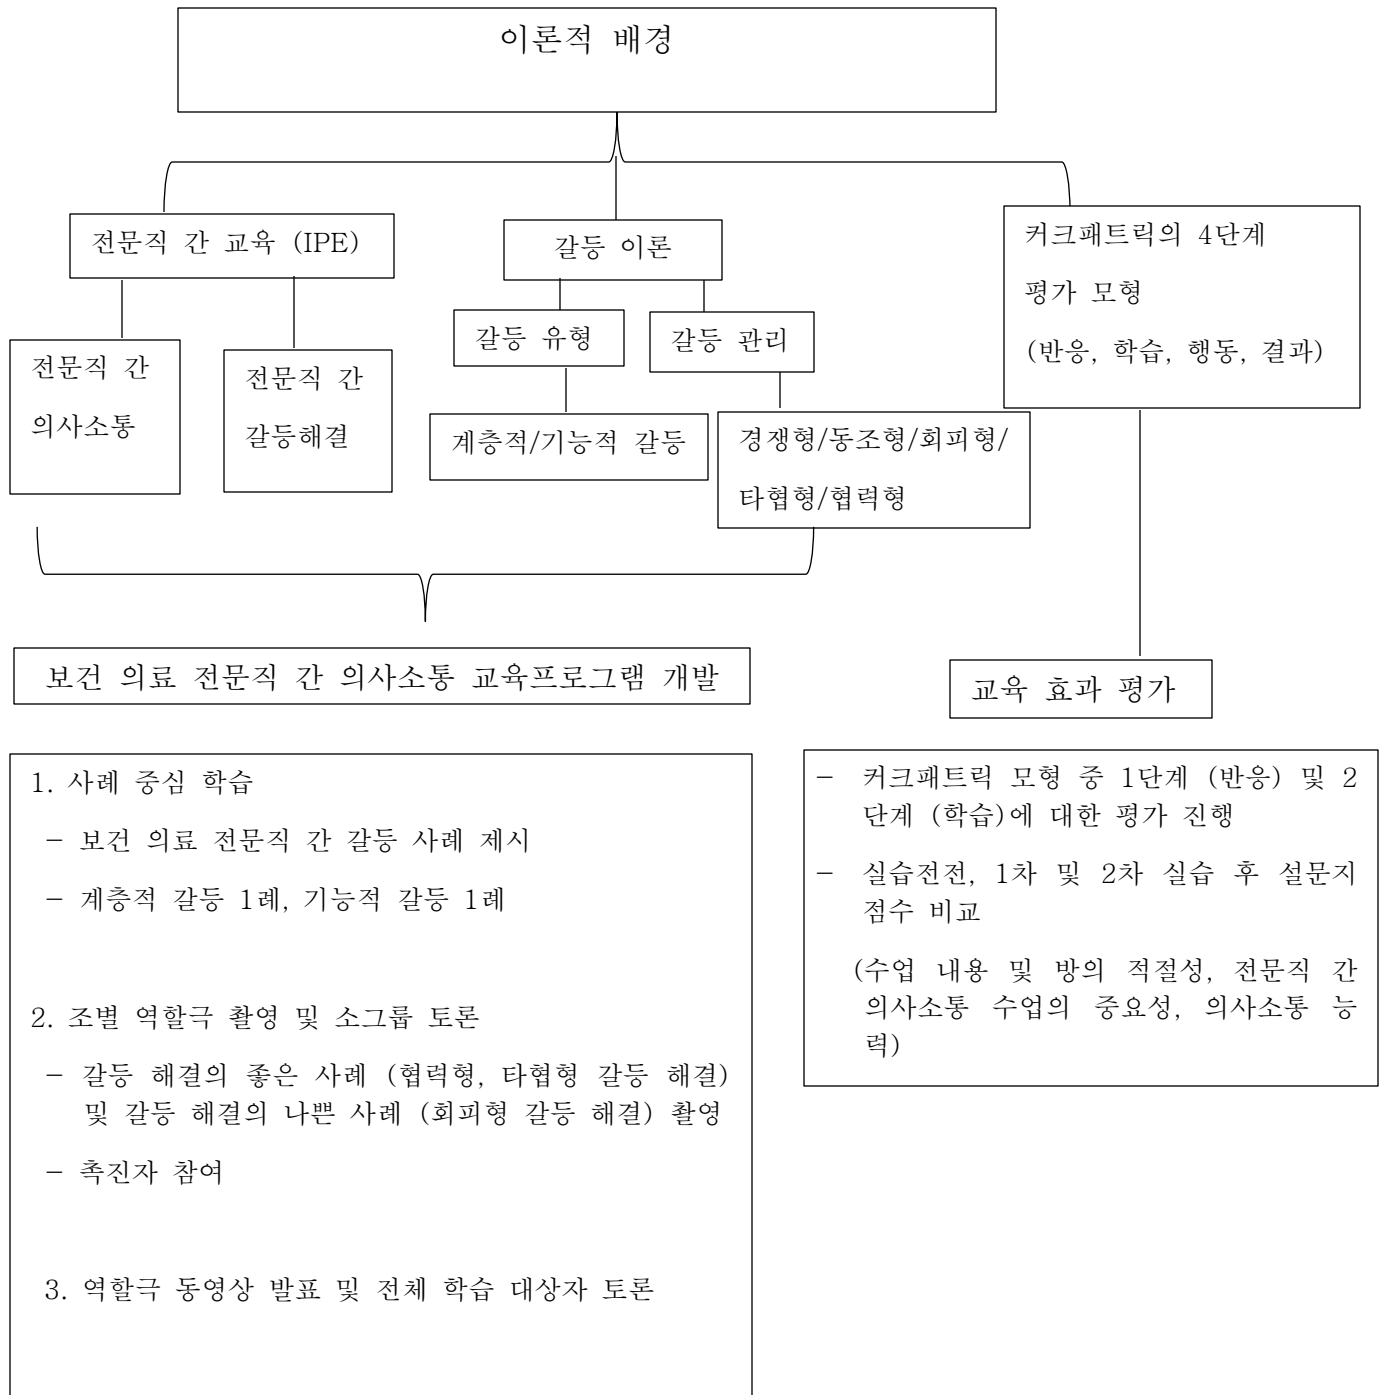 이론적 배경
전문직 간 교육 (IPE)
전문직 간
의사소통
전문직 간
갈등해결
갈등 이론
갈등 유형
갈등 관리
계층적/기능적 갈등
경쟁형/동조형/회피형/
타협형/협력형
커크패트릭의 4단계
평가 모형
(반응, 학습, 행동, 결과)
보건 의료 전문직 간 의사소통 교육프로그램 개발
1. 사례 중심 학습
- 보건 의료 전문직 간 갈등 사례 제시
- 계층적 갈등 1례, 기능적 갈등 1례
2. 조별 역할극 촬영 및 소그룹 토론
- 갈등 해결의 좋은 사례 (협력형, 타협형 갈등 해결)
및 갈등 해결의 나쁜 사례 (회피형 갈등 해결) 촬영
- 촉진자 참여
3. 역할극 동영상 발표 및 전체 학습 대상자 토론
교육 효과 평가
- 커크패트릭 모형 중 1단계 (반응) 및 2
단계 (학습)에 대한 평가 진행
- 실습전전, 1차 및 2차 실습 후 설문지
점수 비교
(수업 내용 및 방의 적절성, 전문직 간
의사소통 수업의 중요성, 의사소통 능
력)